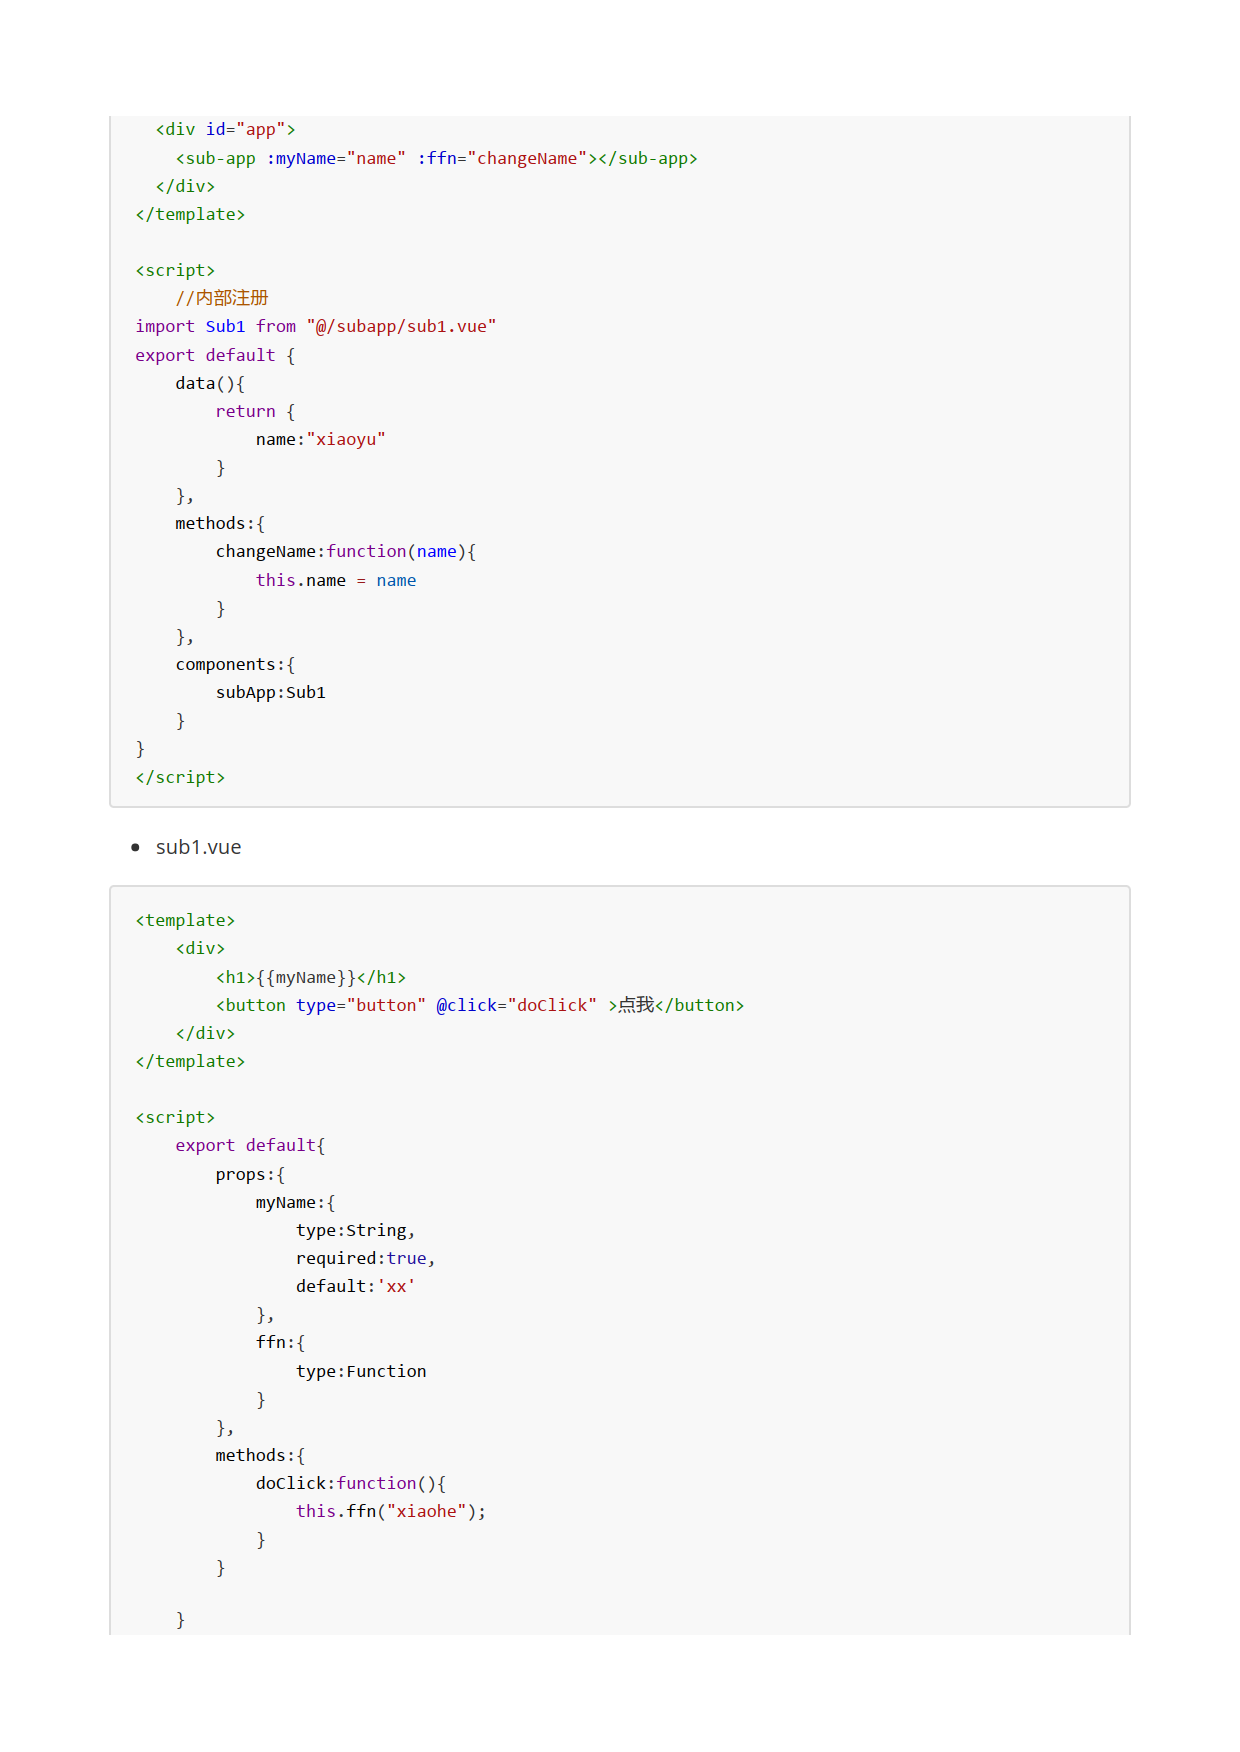 <div id="app">
<sub-app :myName="name" :ffn="changeName"></sub-app>
</div>
</template>
<script>
//内部注册
import Sub1 from "@/subapp/sub1.vue"
export default {
data(){
return {
name:"xiaoyu"
}
},
methods:{
changeName:function(name){
this.name = name
}
},
components:{
subApp:Sub1
}
}
</script>
• sub1.vue
<template>
<div>
<h1>{{myName}}</h1>
<button type="button" @click="doClick" >点我</button>
</div>
</template>
<script>
export default{
props:{
myName:{
type:String,
required:true,
default:'xx'
},
ffn:{
type:Function
}
},
methods:{
doClick:function(){
this.ffn("xiaohe");
}
}
}